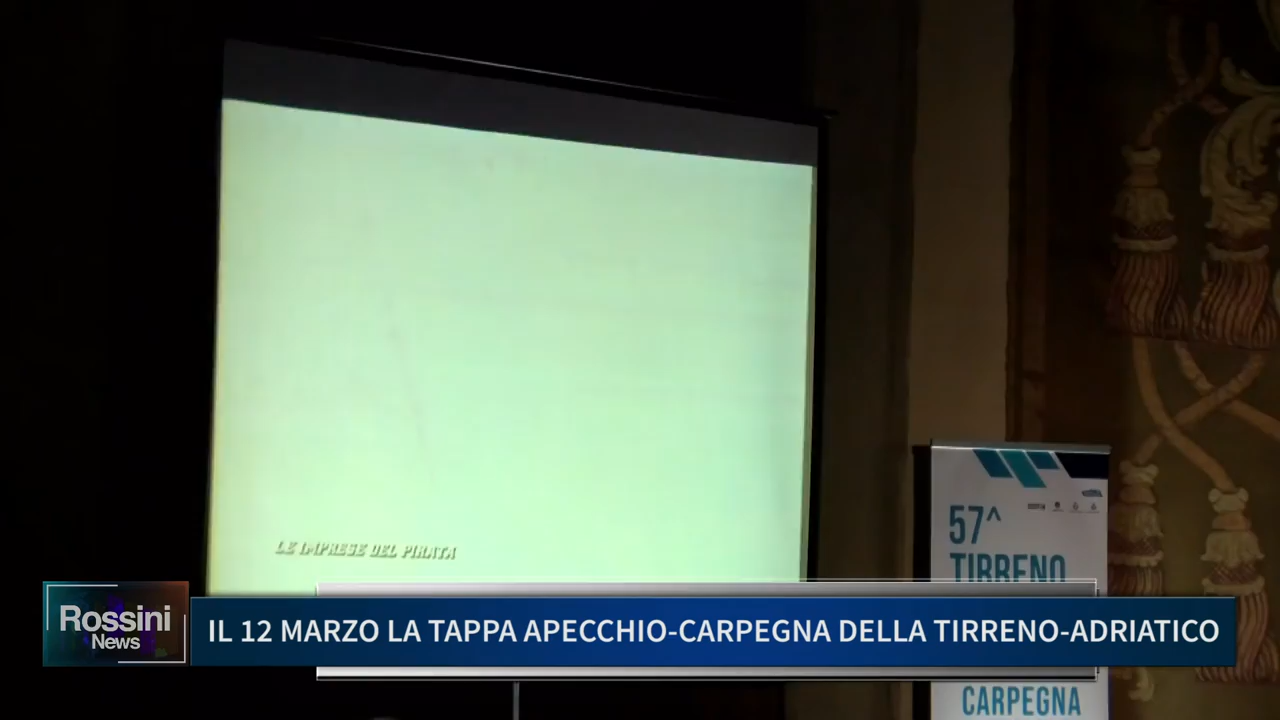 57^
TIRRENO
LE IMPRESE DEL PIRATA
Rossini
News
IL 12 MARZO LA TAPPA APECCHIO-CARPEGNA DELLA TIRRENO-ADRIATICO
CARPEGNA